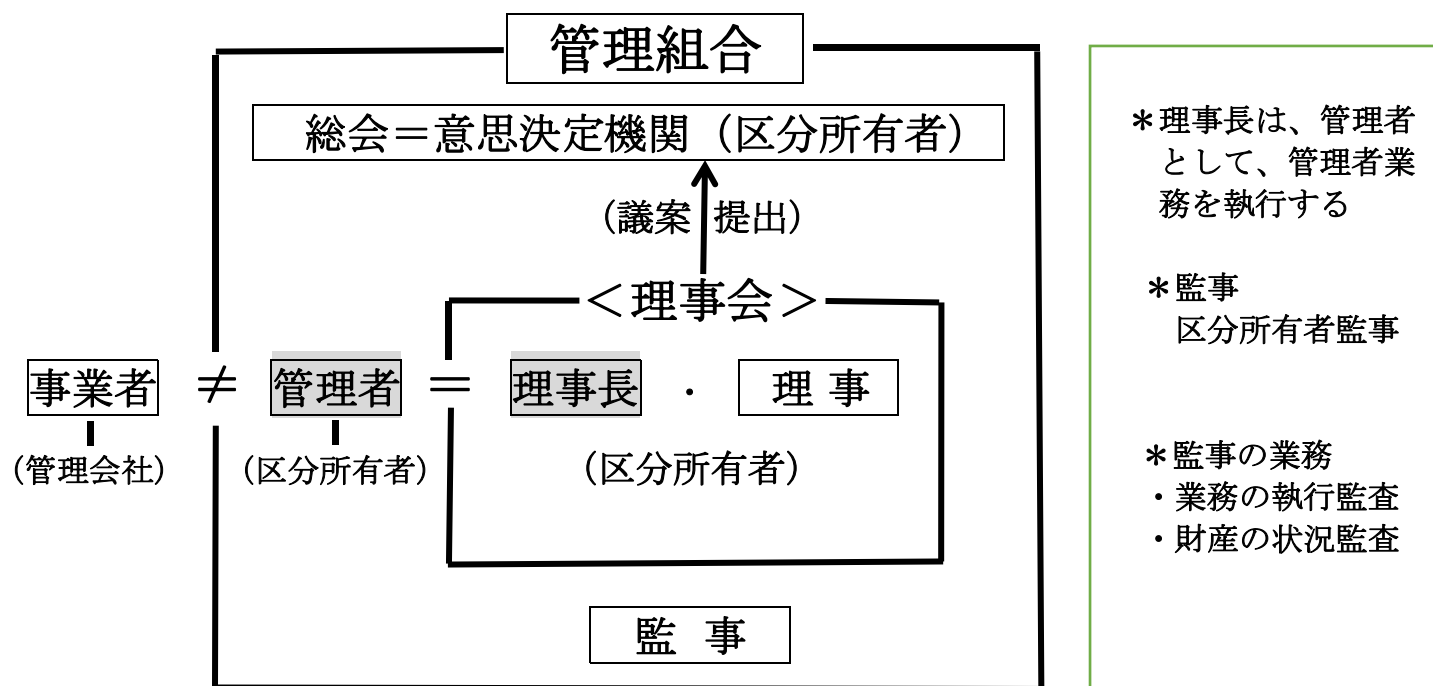 管理組合
総会＝意思決定機関（区分所有者）
（議案 提出）
＜理事会＞
事業者 ≠ 管理者 ＝ 理事長 ・ 理 事
（管理会社） （区分所有者） （区分所有者）
監 事
＊理事長は、管理者
として、管理者業
務を執行する
＊監事
区分所有者監事
＊監事の業務
・業務の執行監査
・財産の状況監査